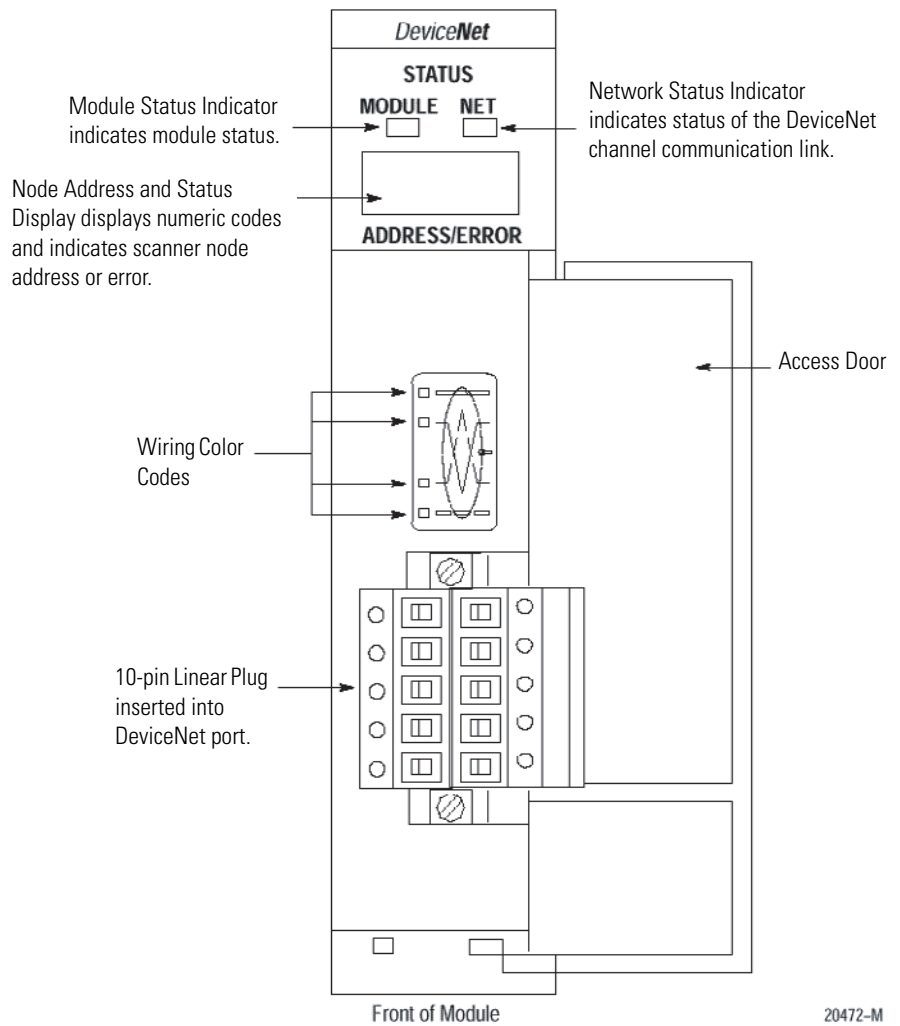 DeviceNet
STATUS
MODULE NET
ADDRESS/ERROR
Module Status Indicator
indicates module status.
Network Status Indicator
indicates status of the DeviceNet
channel communication link.
Node Address and Status
Display displays numeric codes
and indicates scanner node
address or error.
Access Door
Wiring Color
Codes
10-pin Linear Plug
inserted into
DeviceNet port.
Front of Module
20472-M